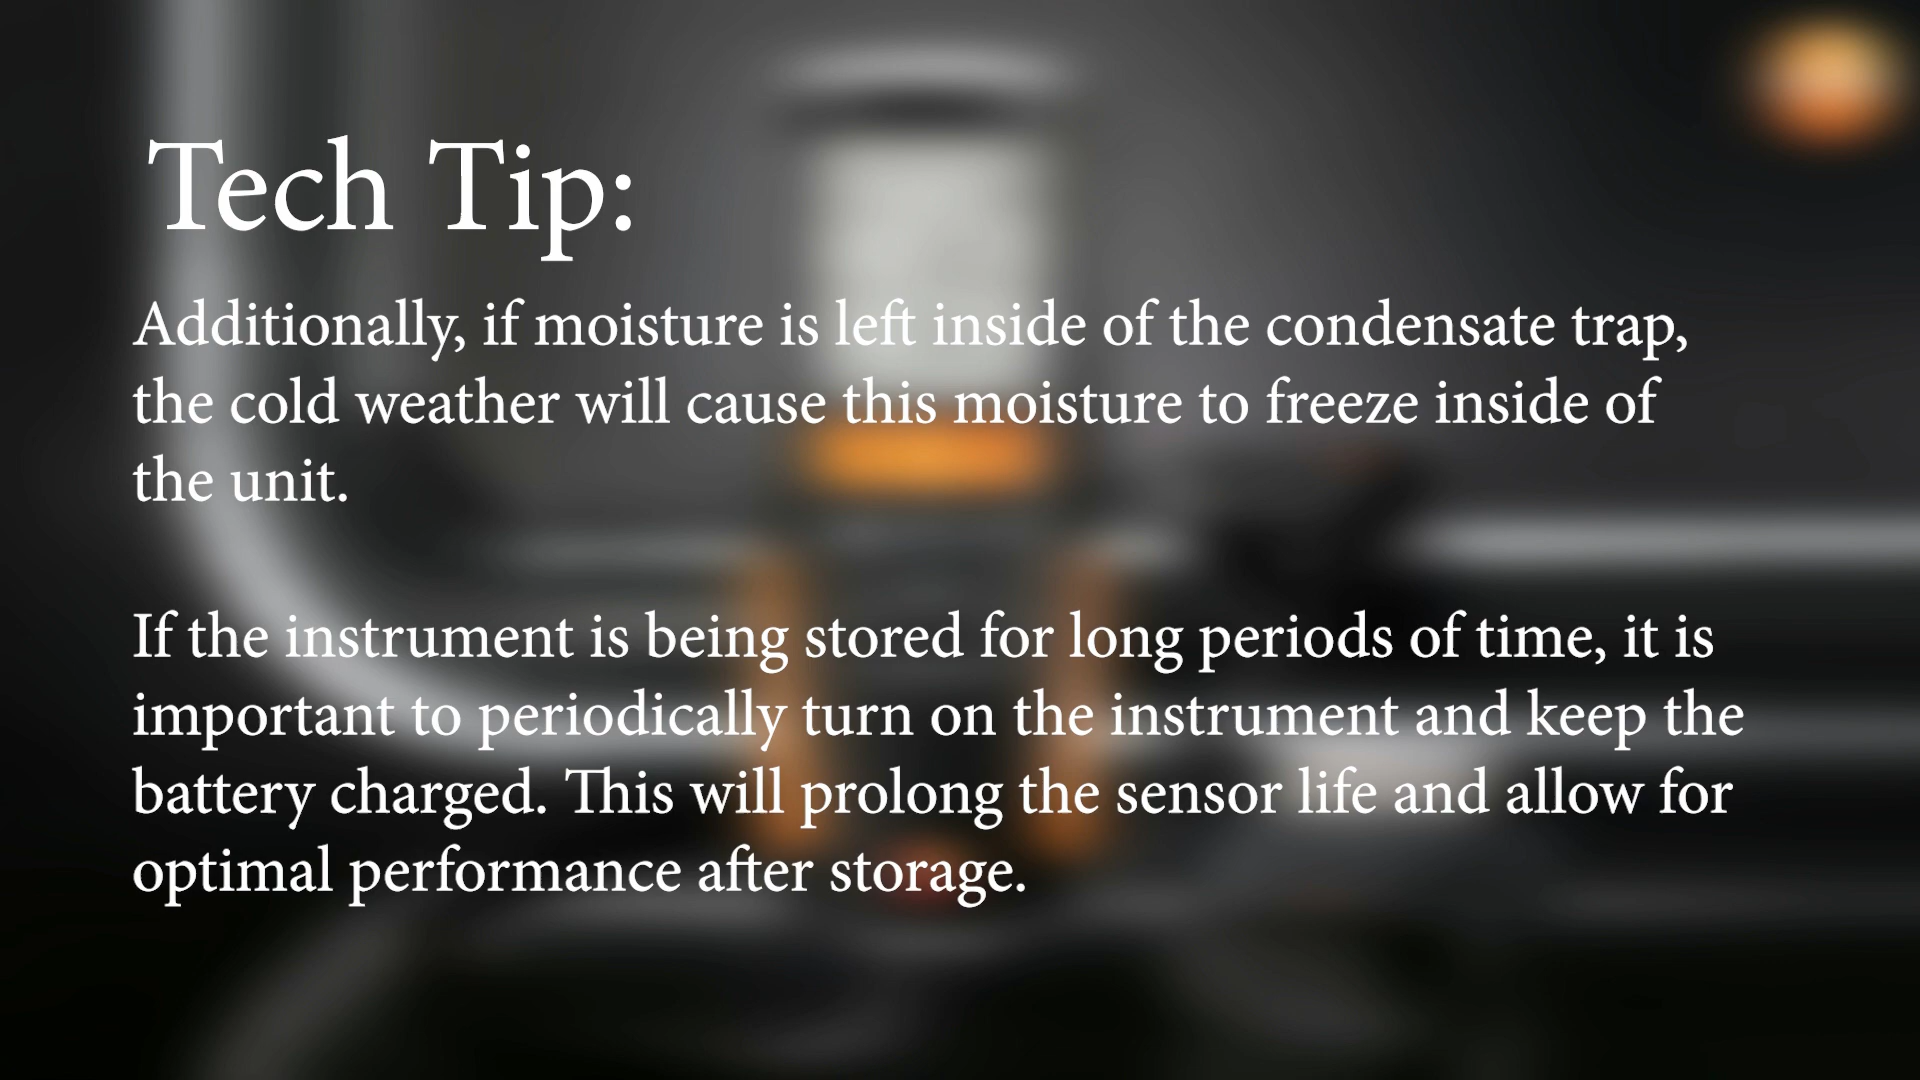 Tech Tip:
Additionally, if moisture is left inside of the condensate trap,
the cold weather will cause this moisture to freeze inside of
the unit.
If the instrument is being stored for long periods of time, it is
important to periodically turn on the instrument and keep the
battery charged. This will prolong the sensor life and allow for
optimal performance after storage.